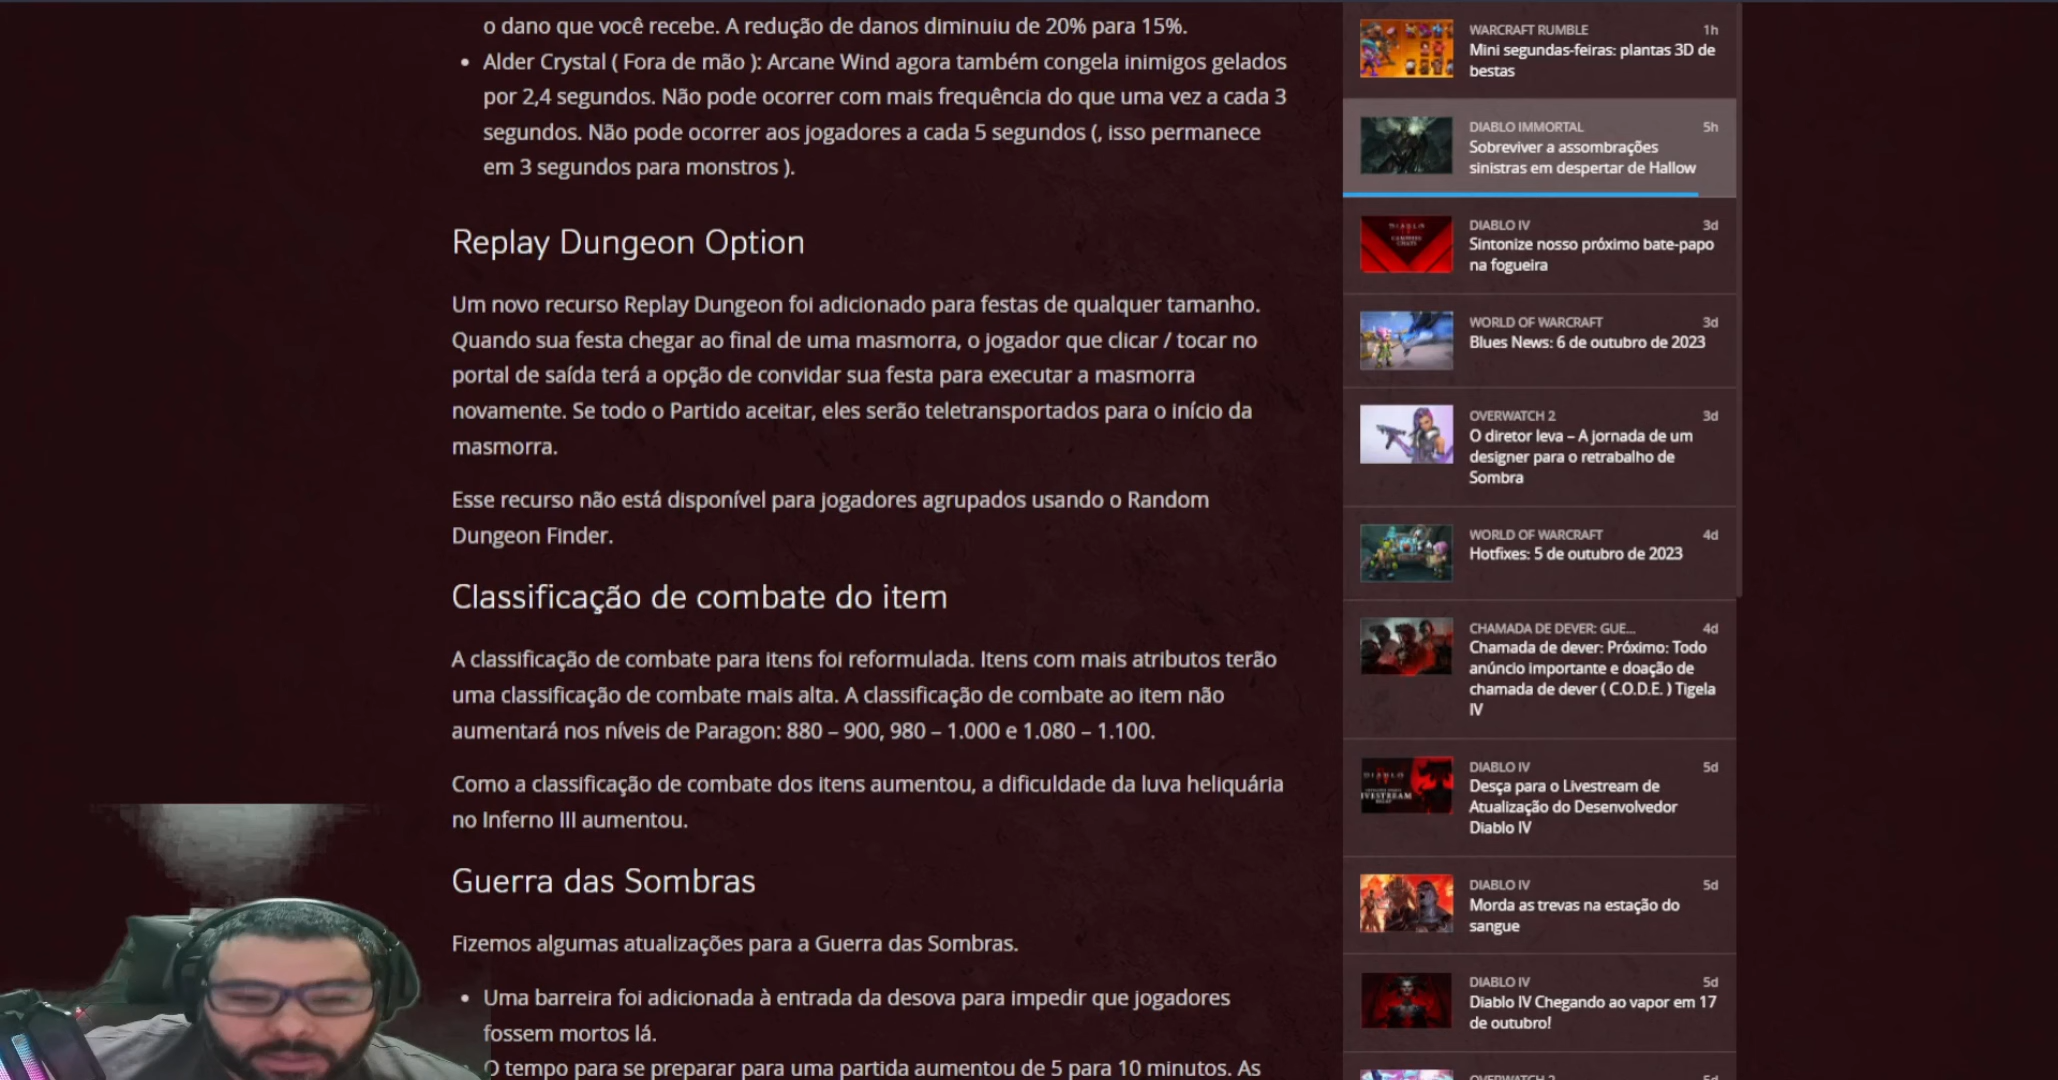 o dano que você recebe. A redução de danos diminuiu de 20% para 15%.
• Alder Crystal ( Fora de mão ): Arcane Wind agora também congela inimigos gelados
por 2,4 segundos. Não pode ocorrer com mais frequência do que uma vez a cada 3
segundos. Não pode ocorrer aos jogadores a cada 5 segundos (, isso permanece
em 3 segundos para monstros ).
Replay Dungeon Option
Um novo recurso Replay Dungeon foi adicionado para festas de qualquer tamanho.
Quando sua festa chegar ao final de uma masmorra, o jogador que clicar / tocar no
portal de saída terá a opção de convidar sua festa para executar a masmorra
novamente. Se todo o Partido aceitar, eles serão teletransportados para o início da
masmorra.
Esse recurso não está disponível para jogadores agrupados usando o Random
Dungeon Finder.
Classificação de combate do item
A classificação de combate para itens foi reformulada. Itens com mais atributos terão
uma classificação de combate mais alta. A classificação de combate ao item não
aumentará nos níveis de Paragon: 880 – 900, 980 – 1.000 e 1.080 – 1.100.
Como a classificação de combate dos itens aumentou, a dificuldade da luva heliquária
no Inferno III aumentou.
Guerra das Sombras
Fizemos algumas atualizações para a Guerra das Sombras.
• Uma barreira foi adicionada à entrada da desova para impedir que jogadores
fossem mortos lá.
O tempo para se preparar para uma partida aumentou de 5 para 10 minutos. As
WARCRAFT RUMBLE 1h
Mini segundas-feiras: plantas 3D de
bestas
DIABLO IMMORTAL 5h
Sobreviver a assombrações
sinistras em despertar de Hallow
DIABLO IV 3d
Sintonize nosso próximo bate-papo
na fogueira
WORLD OF WARCRAFT 3d
Blues News: 6 de outubro de 2023
OVERWATCH 2 3d
O diretor leva – A jornada de um
designer para o retrabalho de
Sombra
WORLD OF WARCRAFT 4d
Hotfixes: 5 de outubro de 2023
CHAMADA DE DEVER: GUE... 4d
Chamada de dever: Próximo: Todo
anúncio importante e doação de
chamada de dever ( C.O.D.E. ) Tigela
IV
DIABLO IV 5d
Desça para o Livestream de
Atualização do Desenvolvedor
Diablo IV
DIABLO IV 5d
Morda as trevas na estação do
sangue
DIABLO IV 5d
Diablo IV Chegando ao vapor em 17
de outubro!
OVERWATCH 2 5d